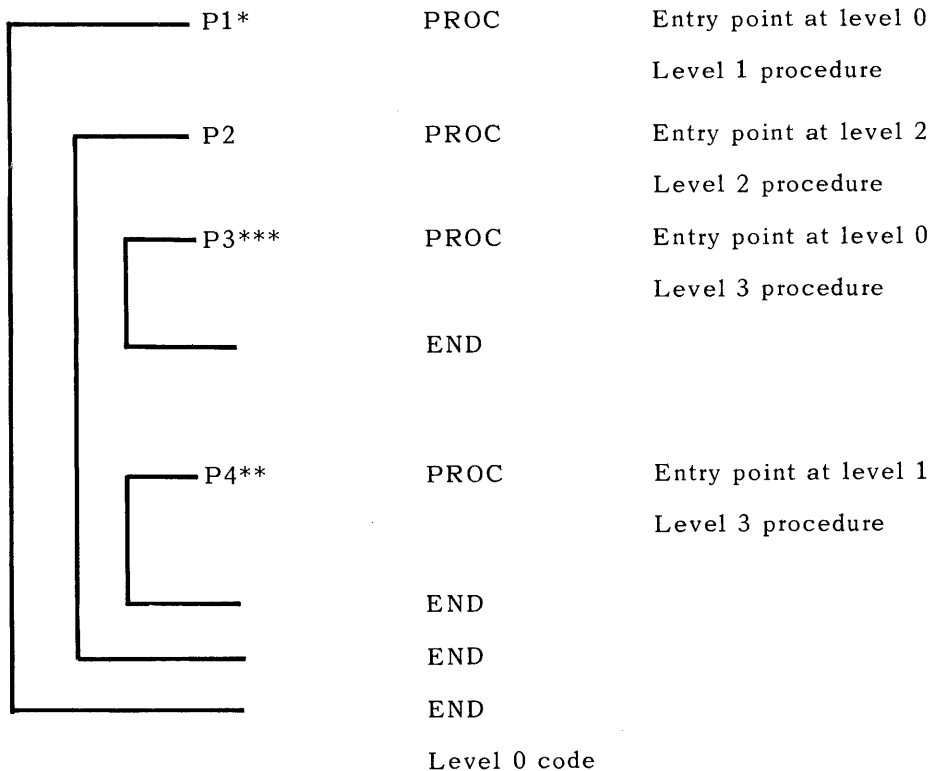 P1* PROC Entry point at level 0
Level 1 procedure
P2 PROC Entry point at level 2
Level 2 procedure
P3*** PROC Entry point at level 0
Level 3 procedure
END
P4** PROC Entry point at level 1
Level 3 procedure
END
END
END
Level 0 code